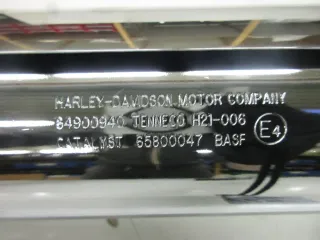 HARLEY-DAVIDSON MOTOR COMPANY
64900940 TENNECO H21-006
CATALYST 65800047 BASF E4